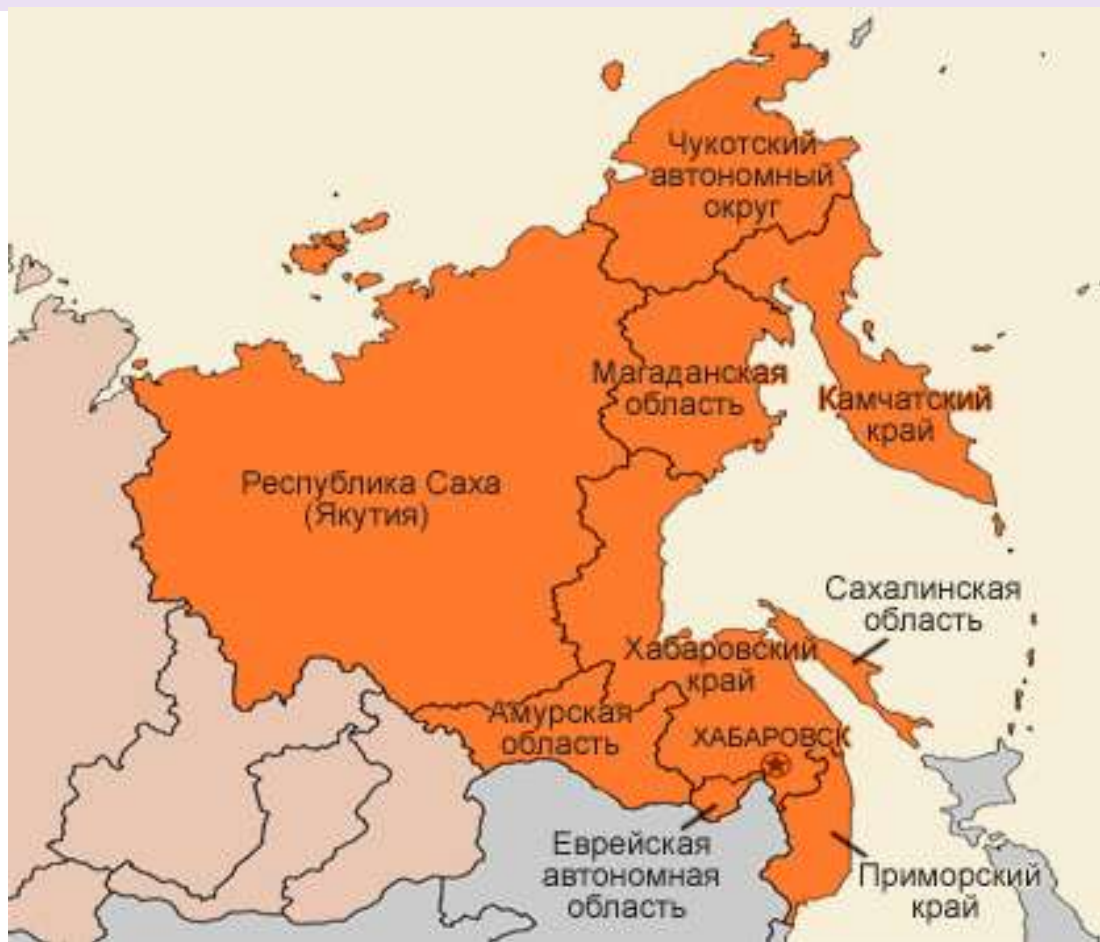 Чукотский
автономный
округ
Магаданская
область
Камчатский
край
Республика Саха
(Якутия)
Сахалинская
область
Хабаровский
край
Амурская
область
ХАБАРОВСК
Еврейская
автономная
область
Приморский
край